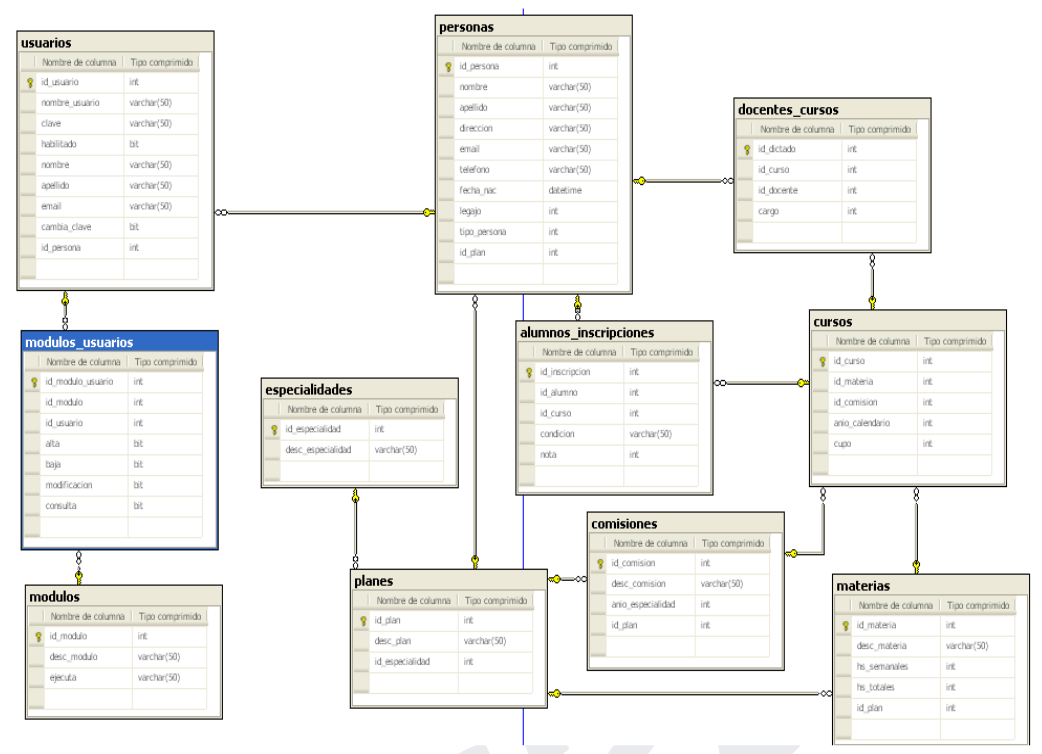 usuarios
Nombre de columna Tipo comprimido
id_usuario int
nombre_usuario varchar(50)
clave varchar(50)
habilitado bit
nombre varchar(50)
apellido varchar(50)
email varchar(50)
cambia_clave bit
id_persona int
personas
Nombre de columna Tipo comprimido
id_persona int
nombre varchar(50)
apellido varchar(50)
direccion varchar(50)
email varchar(50)
telefono varchar(50)
fecha_nac datetime
legajo int
tipo_persona int
id_plan int
docentes_cursos
Nombre de columna Tipo comprimido
id_dictado int
id_curso int
id_docente int
cargo int
modulos_usuarios
Nombre de columna Tipo comprimido
id_modulo_usuario int
id_modulo int
id_usuario int
alta bit
baja bit
modificacion bit
consulta bit
especialidades
Nombre de columna Tipo comprimido
id_especialidad int
desc_especialidad varchar(50)
alumnos_inscripciones
Nombre de columna Tipo comprimido
id_inscripcion int
id_alumno int
id_curso int
condicion varchar(50)
nota int
cursos
Nombre de columna Tipo comprimido
id_curso int
id_materia int
id_comision int
anio_calendario int
cupo int
modulos
Nombre de columna Tipo comprimido
id_modulo int
desc_modulo varchar(50)
ejecuta varchar(50)
planes
Nombre de columna Tipo comprimido
id_plan int
desc_plan varchar(50)
id_especialidad int
comisiones
Nombre de columna Tipo comprimido
id_comision int
desc_comision varchar(50)
anio_especialidad int
id_plan int
materias
Nombre de columna Tipo comprimido
id_materia int
desc_materia varchar(50)
hs_semanales int
hs_totales int
id_plan int